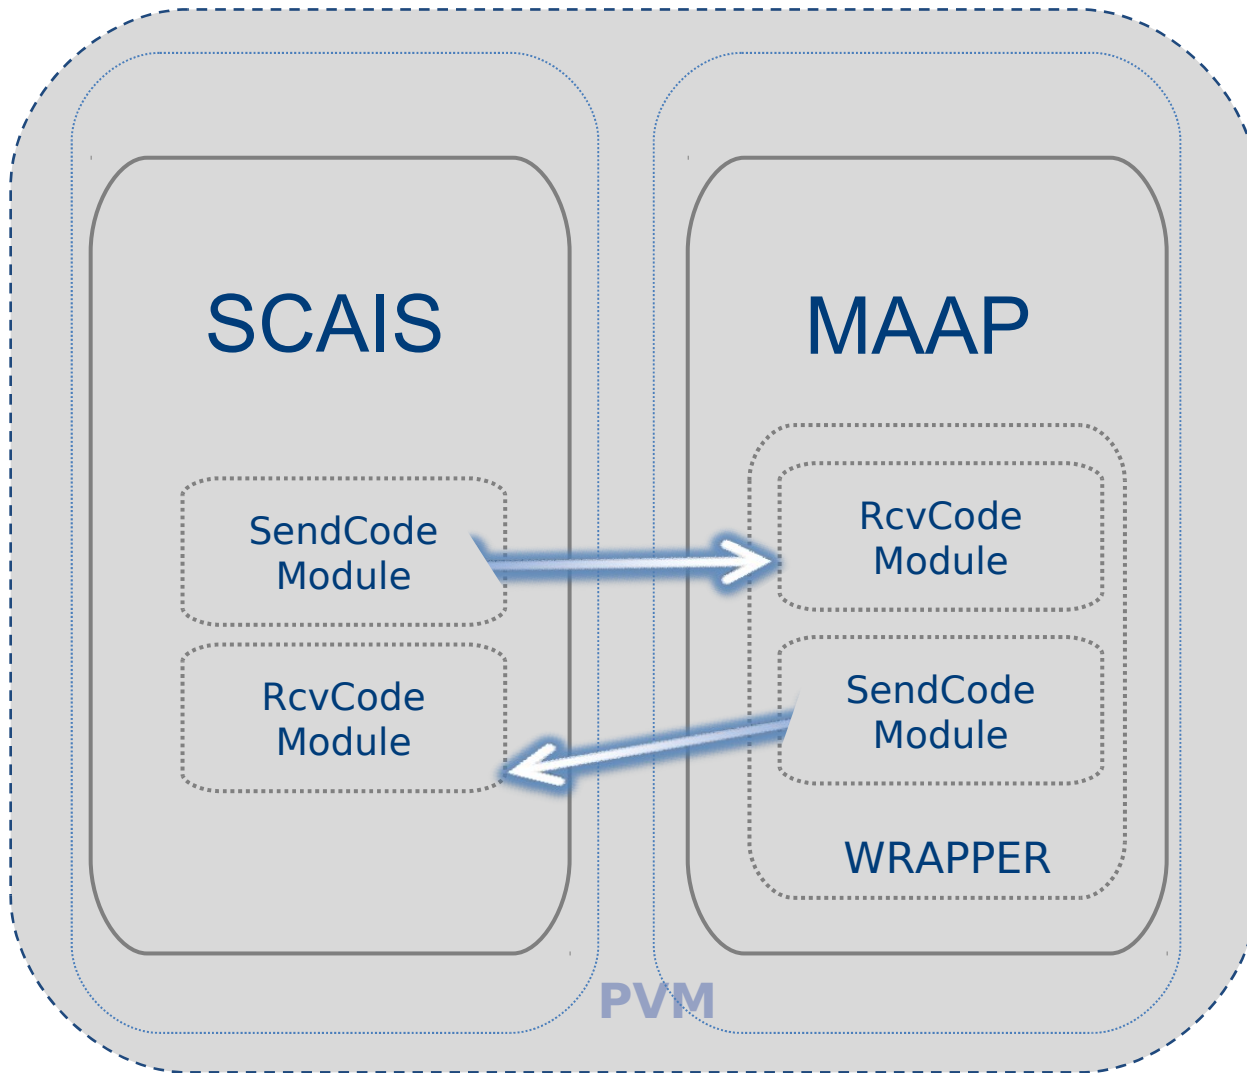 SCAIS
SendCode
Module
RcvCode
Module
MAAP
RcvCode
Module
SendCode
Module
WRAPPER
PVM